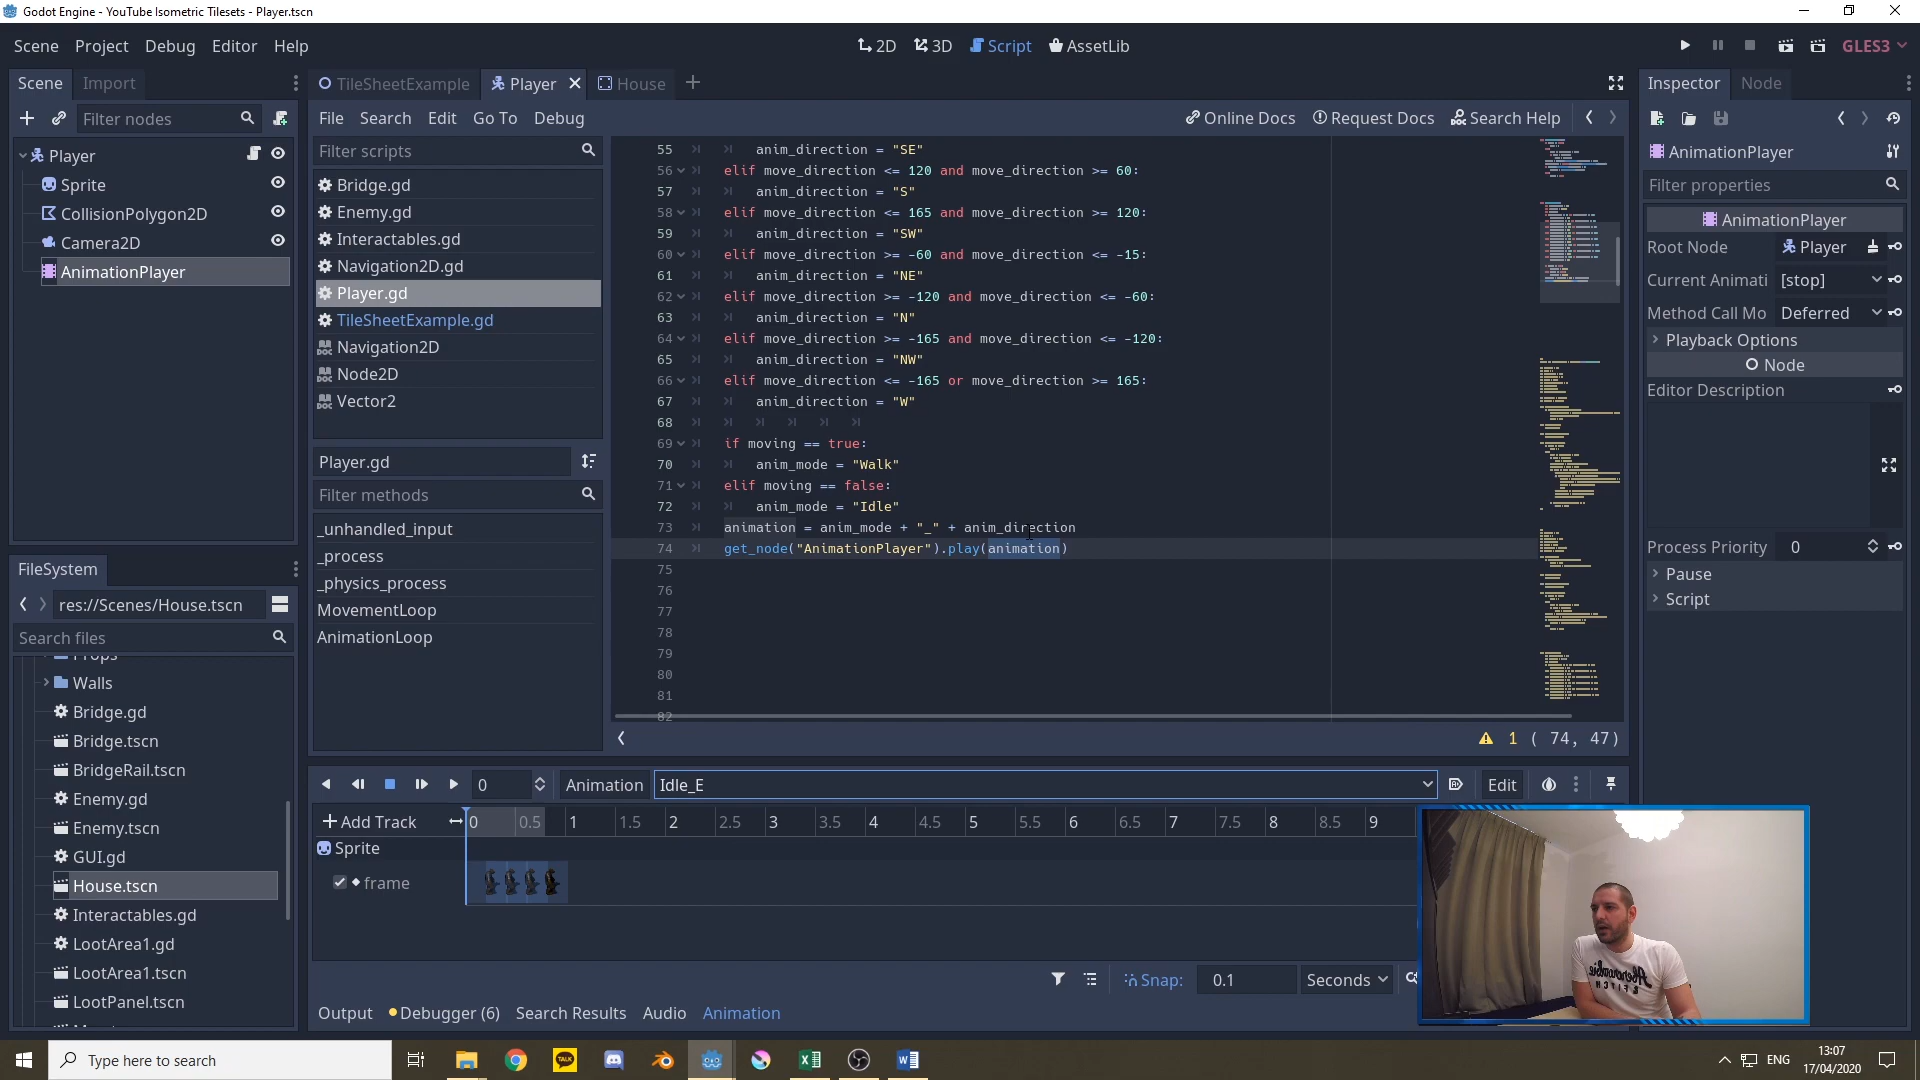 Godot Engine - YouTube Isometric Tilesets - Player.tscn
Scene Project Debug Editor Help
2D 3D Script AssetLib
GLES3
Scene Import
Filter nodes
Player
Sprite
CollisionPolygon2D
Camera2D
AnimationPlayer
FileSystem
res://Scenes/House.tscn
Search files
Walls
Bridge.gd
Bridge.tscn
BridgeRail.tscn
Enemy.gd
Enemy.tscn
GUI.gd
House.tscn
Interactables.gd
LootArea1.gd
LootArea1.tscn
LootPanel.tscn
TileSheetExample Player House
File Search Edit Go To Debug
Online Docs Request Docs Search Help
Filter scripts
Bridge.gd
Enemy.gd
Interactables.gd
Navigation2D.gd
Player.gd
TileSheetExample.gd
Navigation2D
Node2D
Vector2
Player.gd
Filter methods
_unhandled_input
_process
_physics_process
MovementLoop
AnimationLoop
55 anim_direction = "SE"
56 elif move_direction <= 120 and move_direction >= 60:
57 anim_direction = "S"
58 elif move_direction <= 165 and move_direction >= 120:
59 anim_direction = "SW"
60 elif move_direction >= -60 and move_direction <= -15:
61 anim_direction = "NE"
62 elif move_direction >= -120 and move_direction <= -60:
63 anim_direction = "N"
64 elif move_direction >= -165 and move_direction <= -120:
65 anim_direction = "NW"
66 elif move_direction <= -165 or move_direction >= 165:
67 anim_direction = "W"
68
69 if moving == true:
70 anim_mode = "Walk"
71 elif moving == false:
72 anim_mode = "Idle"
73 animation = anim_mode + "_" + anim_direction
74 get_node("AnimationPlayer").play(animation)
75
76
77
78
79
80
81
82
1 ( 74, 47)
0 Animation Idle_E Edit
Add Track 0 0.5 1 1.5 2 2.5 3 3.5 4 4.5 5 5.5 6 6.5 7 7.5 8 8.5 9
Sprite
frame
Snap: 0.1 Seconds
Output Debugger (6) Search Results Audio Animation
Inspector Node
AnimationPlayer
Filter properties
AnimationPlayer
Root Node Player
Current Animati [stop]
Method Call Mo Deferred
Playback Options
Node
Editor Description
Process Priority 0
Pause
Script
Type here to search
TALK
ENG
13:07
17/04/2020